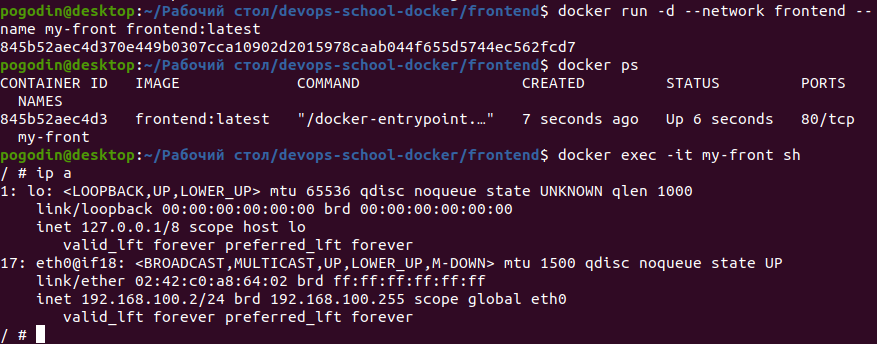 pogodin@desktop:~/Рабочий стол/devops-school-docker/frontend$ docker run -d --network frontend --
name my-front frontend:latest
845b52aec4d370e449b0307cca10902d2015978caab044f655d5744ec562fcd7
pogodin@desktop:~/Рабочий стол/devops-school-docker/frontend$ docker ps
CONTAINER ID   IMAGE             COMMAND                  CREATED         STATUS         PORTS
  NAMES
845b52aec4d3   frontend:latest   "/docker-entrypoint.…"   7 seconds ago   Up 6 seconds   80/tcp
  my-front
pogodin@desktop:~/Рабочий стол/devops-school-docker/frontend$ docker exec -it my-front sh
/ # ip a
1: lo: <LOOPBACK,UP,LOWER_UP> mtu 65536 qdisc noqueue state UNKNOWN qlen 1000
    link/loopback 00:00:00:00:00:00 brd 00:00:00:00:00:00
    inet 127.0.0.1/8 scope host lo
       valid_lft forever preferred_lft forever
17: eth0@if18: <BROADCAST,MULTICAST,UP,LOWER_UP,M-DOWN> mtu 1500 qdisc noqueue state UP
    link/ether 02:42:c0:a8:64:02 brd ff:ff:ff:ff:ff:ff
    inet 192.168.100.2/24 brd 192.168.100.255 scope global eth0
       valid_lft forever preferred_lft forever
/ #